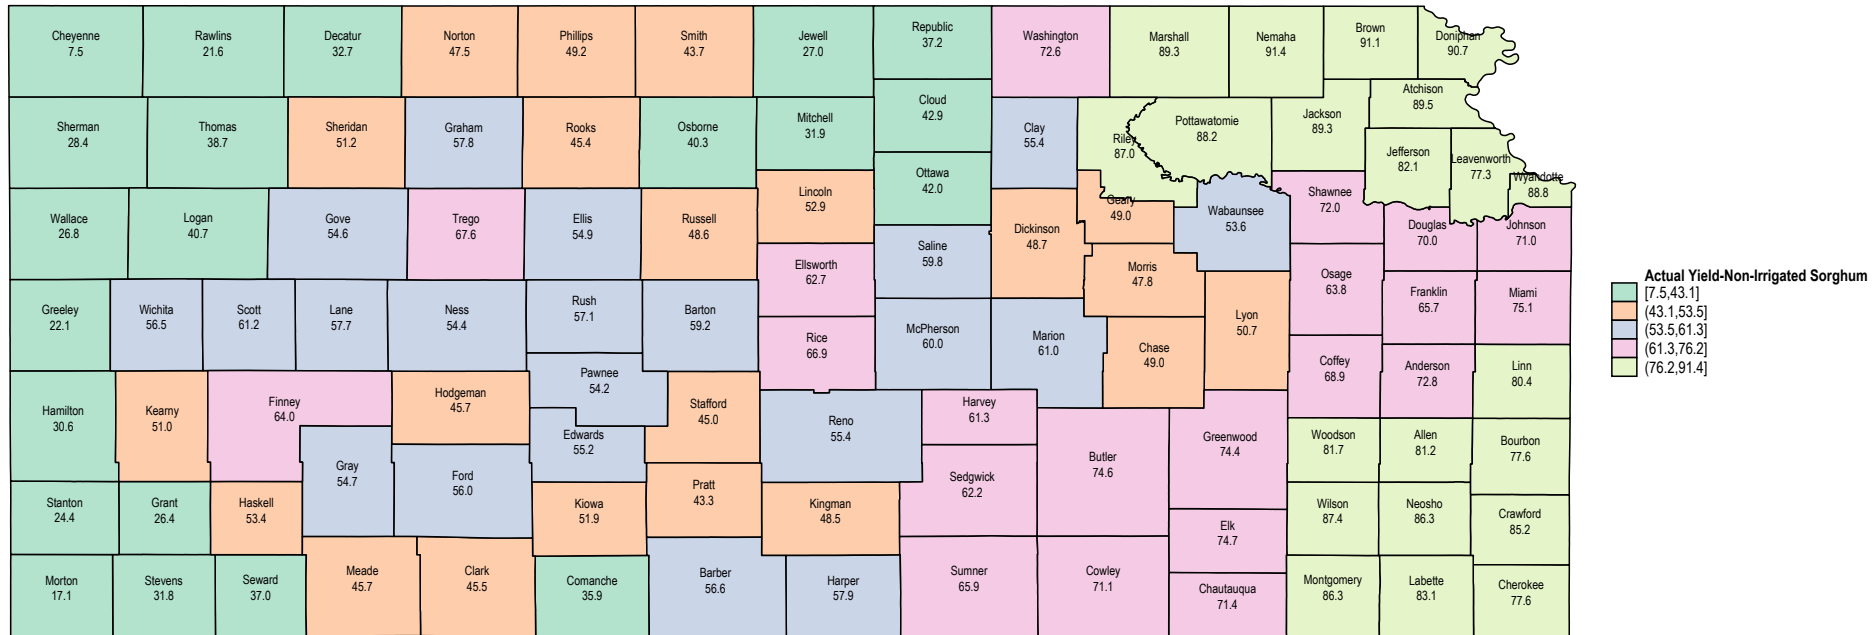 Cheyenne
7.5
Rawlins
21.6
Decatur
32.7
Norton
47.5
Phillips
49.2
Smith
43.7
Jewell
27.0
Republic
37.2
Washington
72.6
Marshall
89.3
Nemaha
91.4
Brown
91.1
Doniphan
90.7
Sherman
28.4
Thomas
38.7
Sheridan
51.2
Graham
57.8
Rooks
45.4
Osborne
40.3
Mitchell
31.9
Cloud
42.9
Clay
55.4
Riley
87.0
Pottawatomie
88.2
Jackson
89.3
Atchison
89.5
Jefferson
82.1
Leavenworth
77.3
Wyandotte
88.8
Wallace
26.8
Logan
40.7
Gove
54.6
Trego
67.6
Ellis
54.9
Russell
48.6
Lincoln
52.9
Ottawa
42.0
Saline
59.8
Dickinson
48.7
Geary
49.0
Wabaunsee
53.6
Shawnee
72.0
Douglas
70.0
Johnson
71.0
Ellsworth
62.7
Morris
47.8
Osage
63.8
Franklin
65.7
Miami
75.1
Greeley
22.1
Wichita
56.5
Scott
61.2
Lane
57.7
Ness
54.4
Rush
57.1
Barton
59.2
Rice
66.9
McPherson
60.0
Marion
61.0
Chase
49.0
Lyon
50.7
Coffey
68.9
Anderson
72.8
Linn
80.4
Hamilton
30.6
Kearny
51.0
Finney
64.0
Hodgeman
45.7
Pawnee
54.2
Stafford
45.0
Edwards
55.2
Reno
55.4
Harvey
61.3
Butler
74.6
Greenwood
74.4
Woodson
81.7
Allen
81.2
Bourbon
77.6
Gray
54.7
Ford
56.0
Sedgwick
62.2
Stanton
24.4
Grant
26.4
Haskell
53.4
Kiowa
51.9
Pratt
43.3
Kingman
48.5
Elk
74.7
Wilson
87.4
Neosho
86.3
Crawford
85.2
Morton
17.1
Stevens
31.8
Seward
37.0
Meade
45.7
Clark
45.5
Comanche
35.9
Barber
56.6
Harper
57.9
Sumner
65.9
Cowley
71.1
Chautauqua
71.4
Montgomery
86.3
Labette
83.1
Cherokee
77.6
Actual Yield-Non-Irrigated Sorghum
[7.5,43.1]
(43.1,53.5]
(53.5,61.3]
(61.3,76.2]
(76.2,91.4]